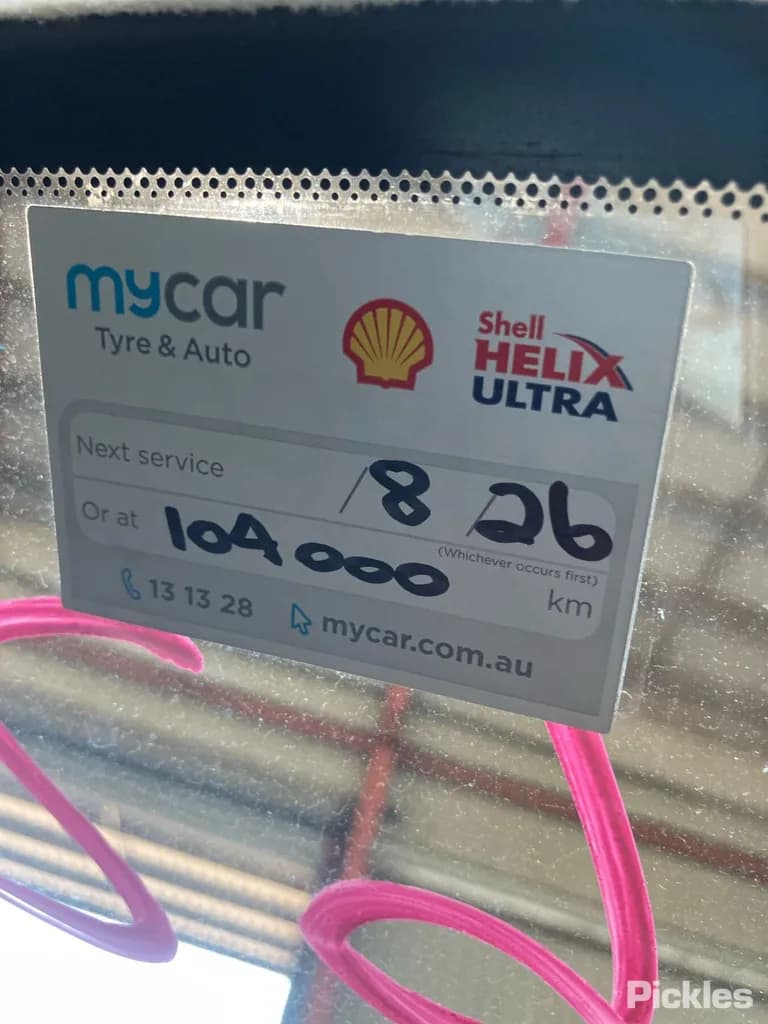 mycar
Tyre & Auto
Shell
HELIX
ULTRA
Next service / 8 / 26
Or at 104 000 km
(Whichever occurs first)
13 13 28 mycar.com.au
Pickles